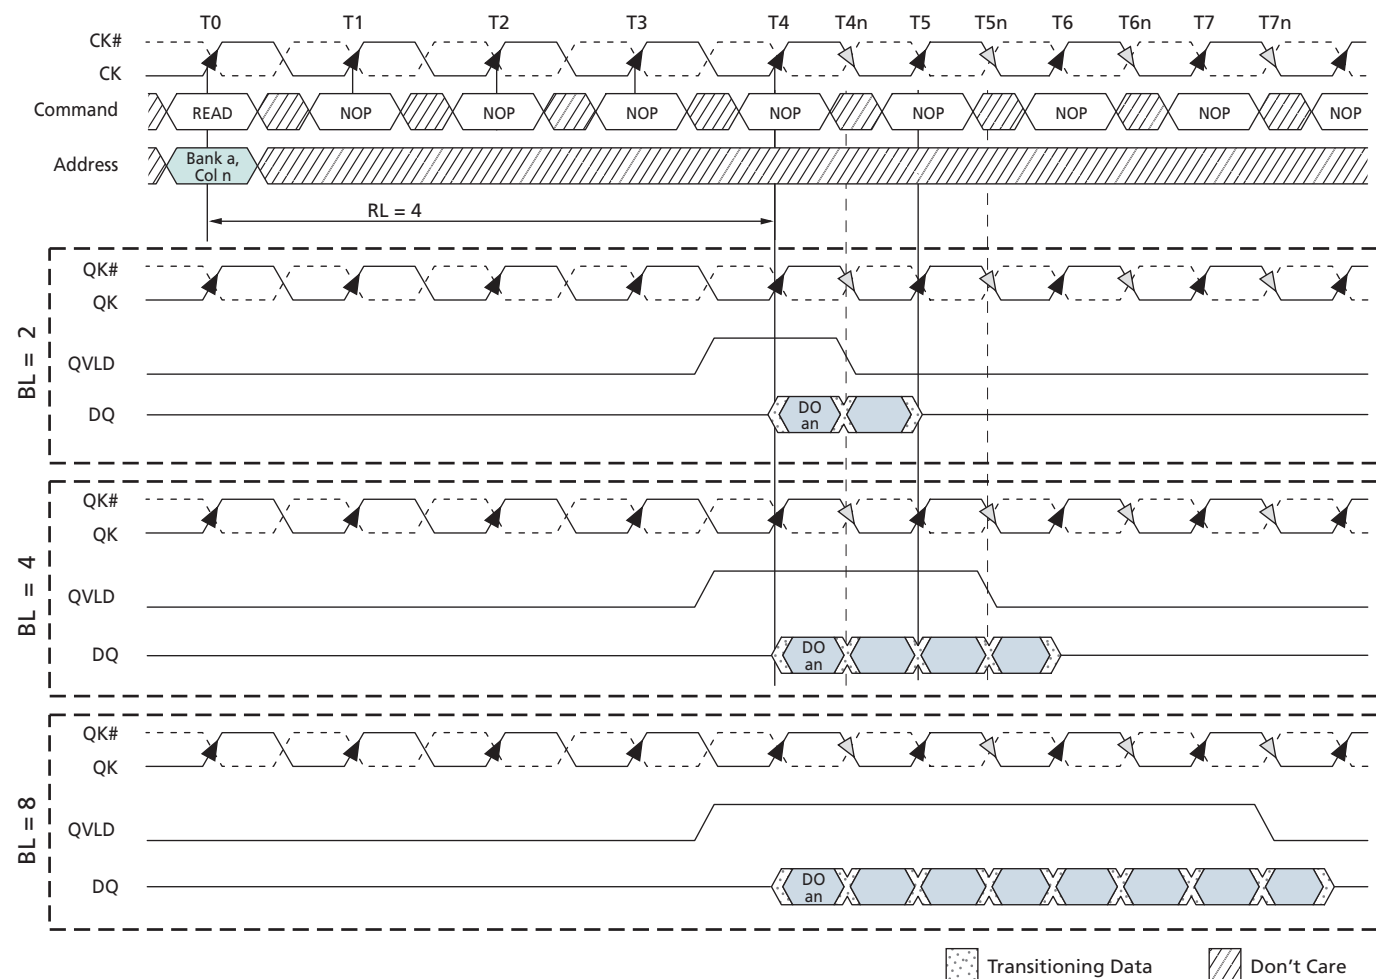 T0 T1 T2 T3 T4 T4n T5 T5n T6 T6n T7 T7n
CK#
CK
Command READ NOP NOP NOP NOP NOP NOP NOP NOP
Address Bank a,
Col n
RL = 4
BL = 2
QK#
QK
QVLD
DQ DO
an
BL = 4
QK#
QK
QVLD
DQ DO
an
BL = 8
QK#
QK
QVLD
DQ DO
an
Transitioning Data Don't Care